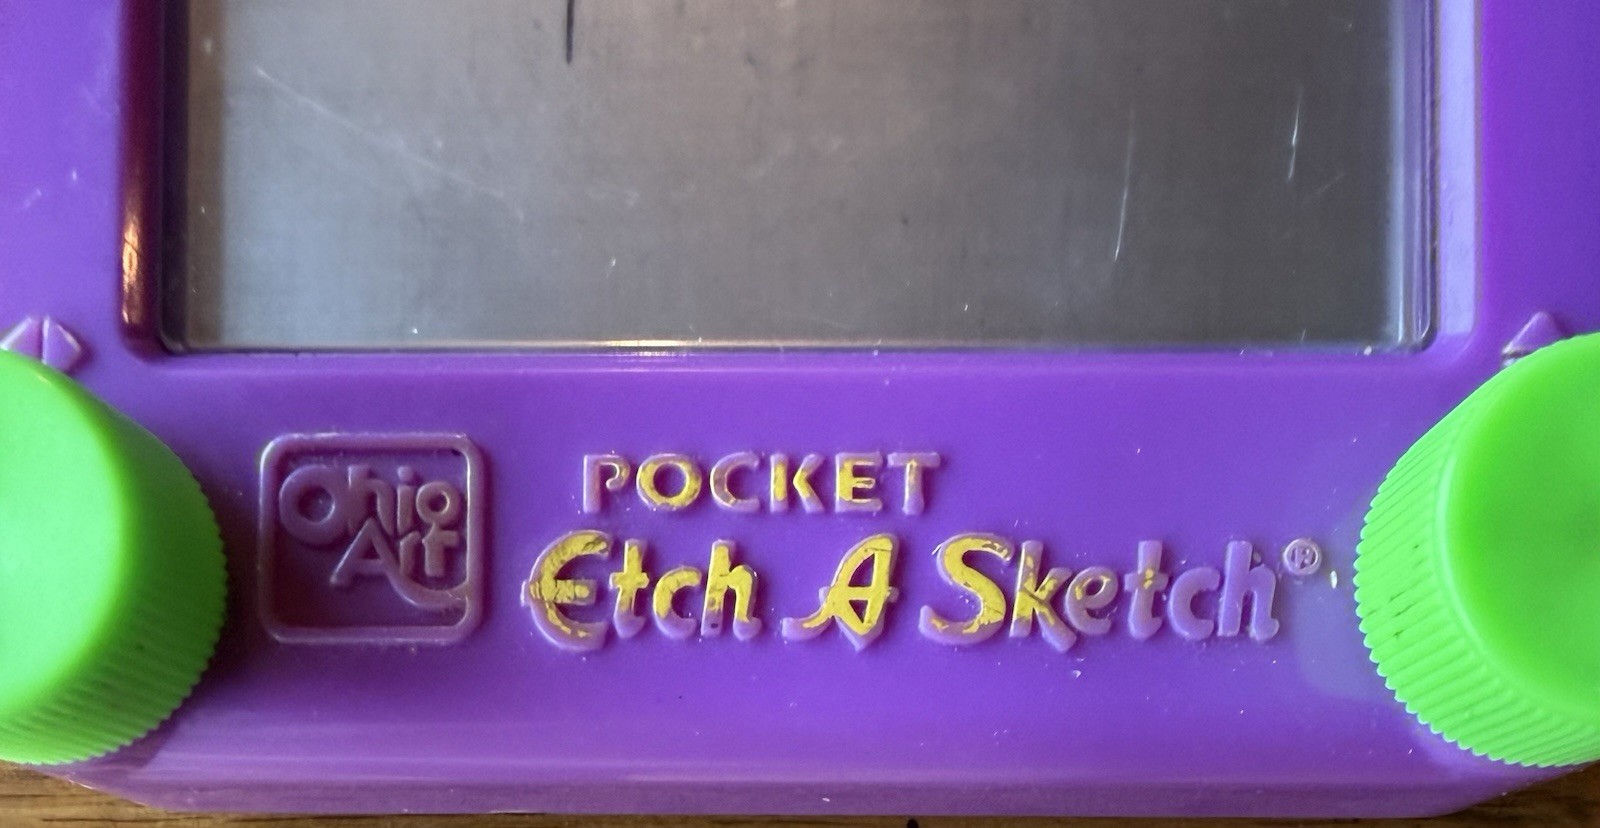 Ohio
Art
POCKET
Etch A Sketch®